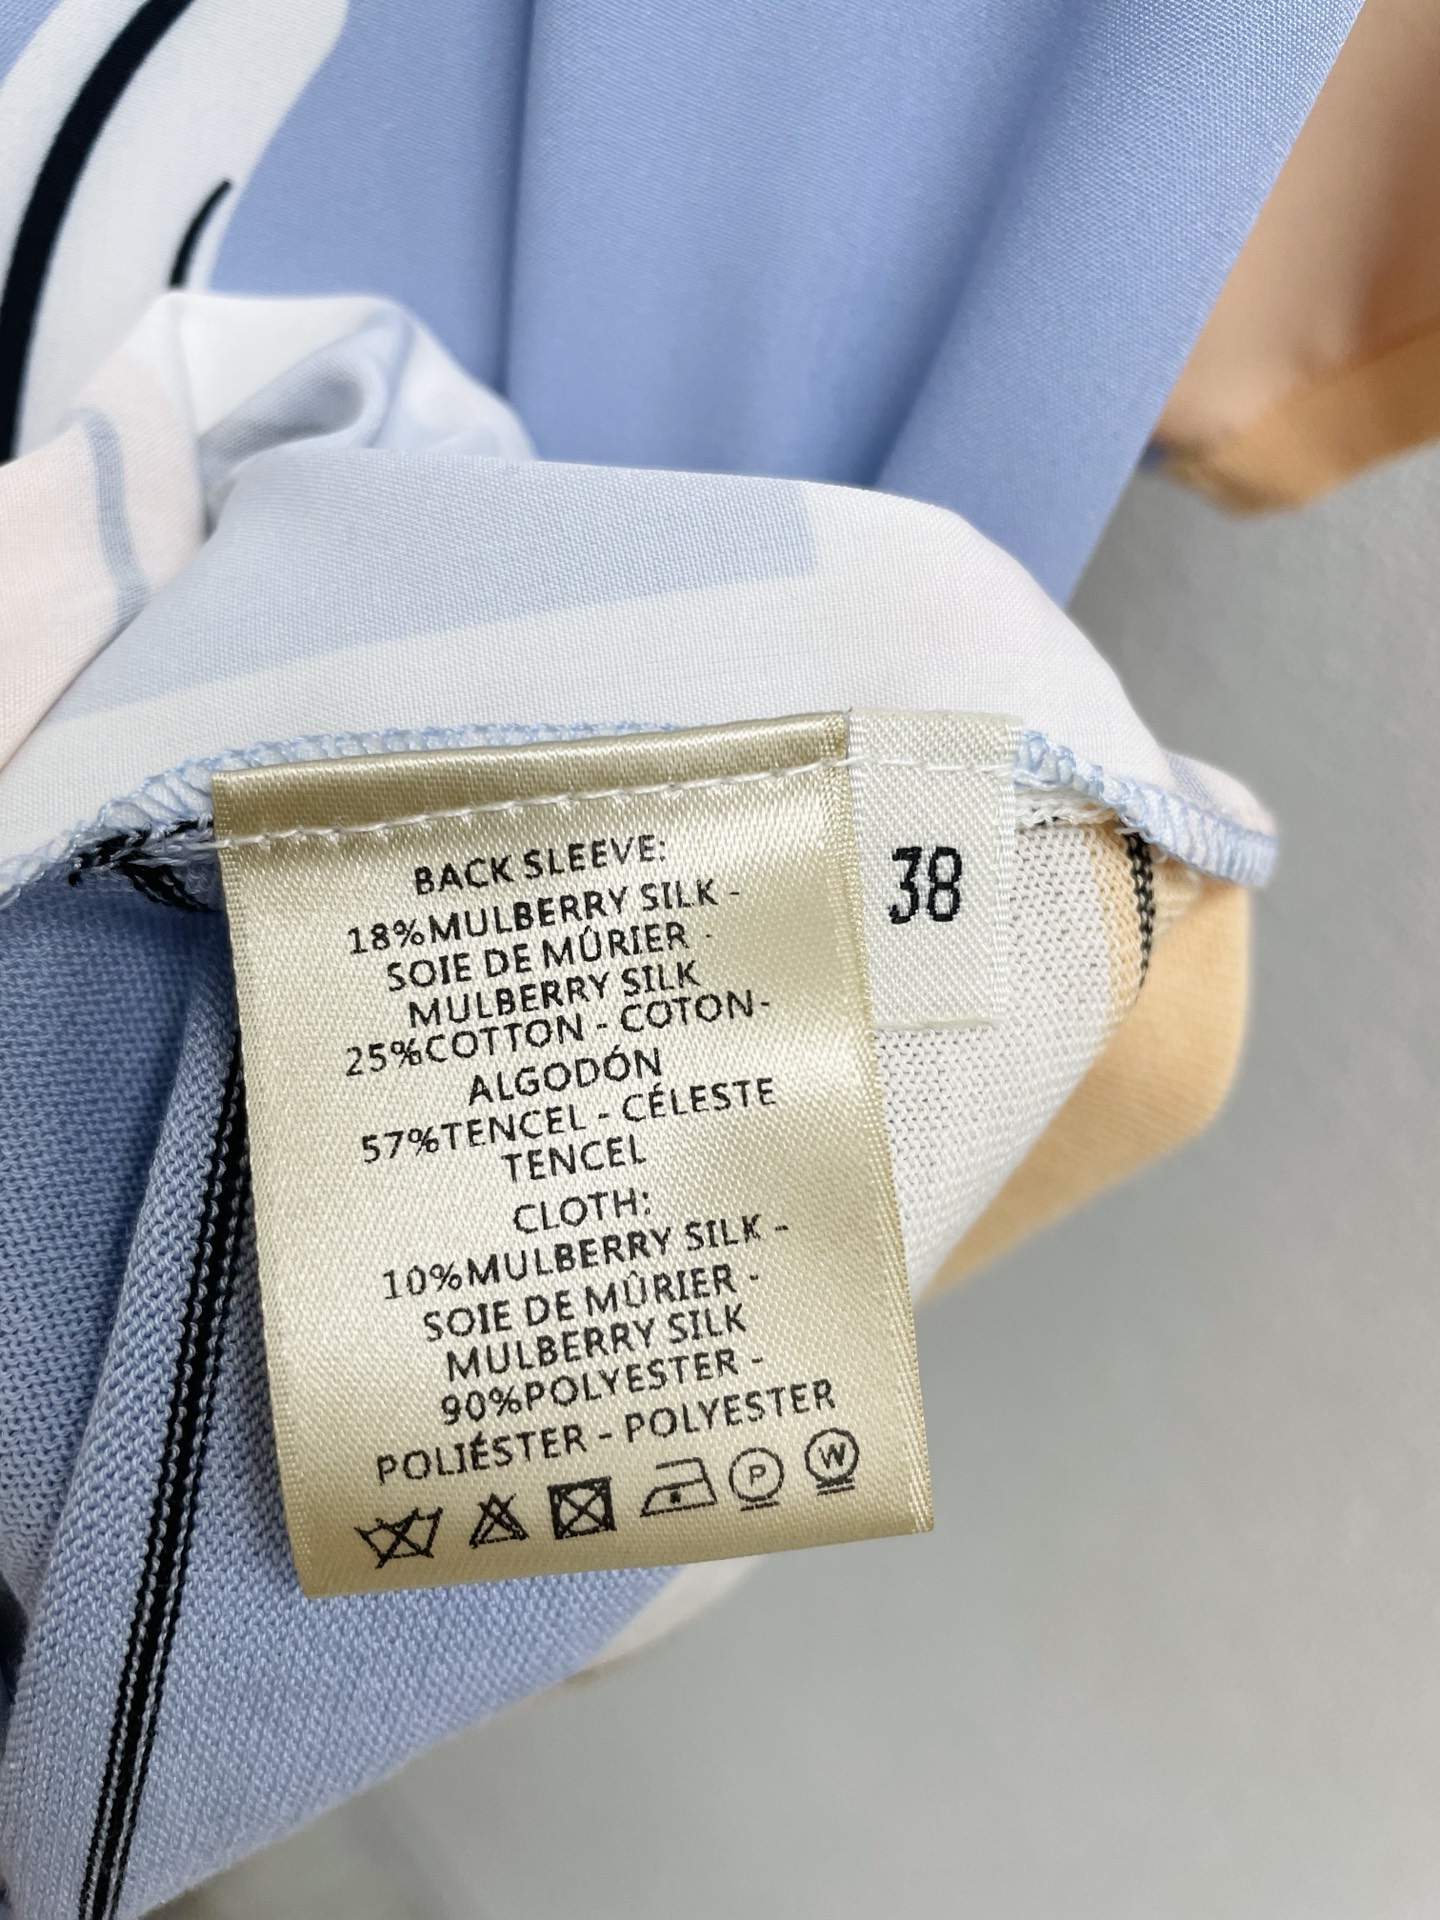 BACK SLEEVE:
18%MULBERRY SILK -
SOIE DE MÛRIER -
MULBERRY SILK
25%COTTON - COTON-
ALGODÓN
57%TENCEL - CÉLESTE
TENCEL
CLOTH:
10%MULBERRY SILK -
SOIE DE MÛRIER -
MULBERRY SILK
90%POLYESTER -
POLIÉSTER - POLYESTER
P W
38